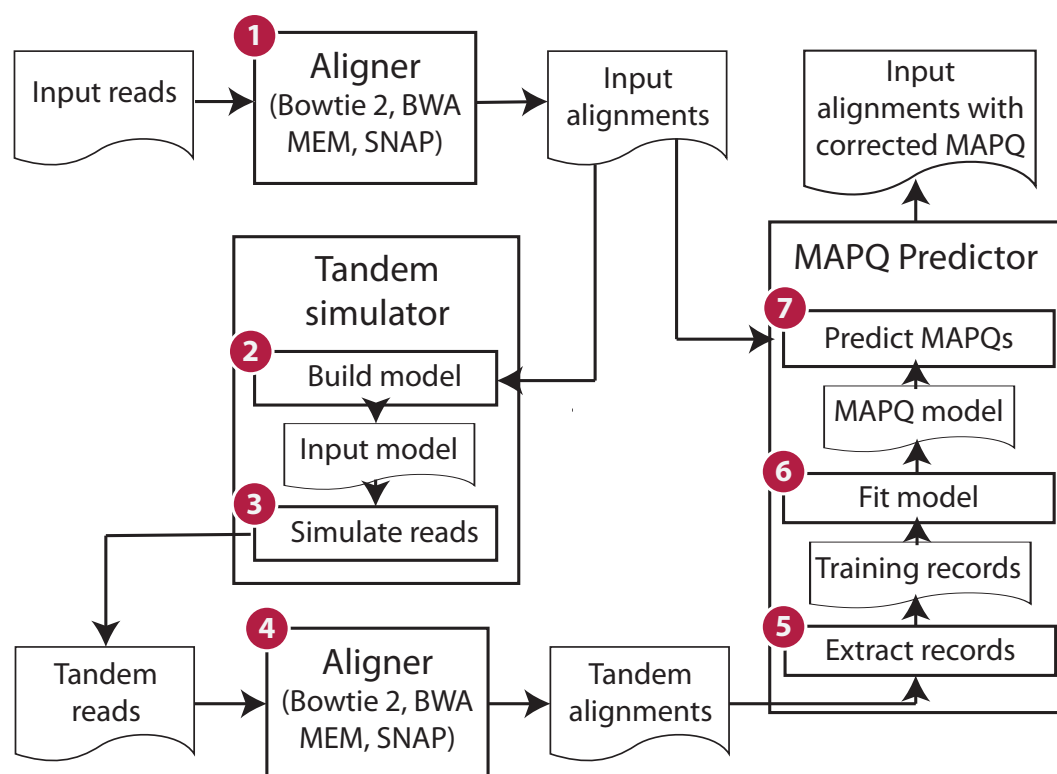 1
Input reads
Aligner
(Bowtie 2, BWA
MEM, SNAP)
Input
alignments
Input
alignments with
corrected MAPQ
Tandem
simulator
2
Build model
Input model
3
Simulate reads
MAPQ Predictor
7
Predict MAPQs
MAPQ model
6
Fit model
Training records
5
Extract records
Tandem
reads
4
Aligner
(Bowtie 2, BWA
MEM, SNAP)
Tandem
alignments